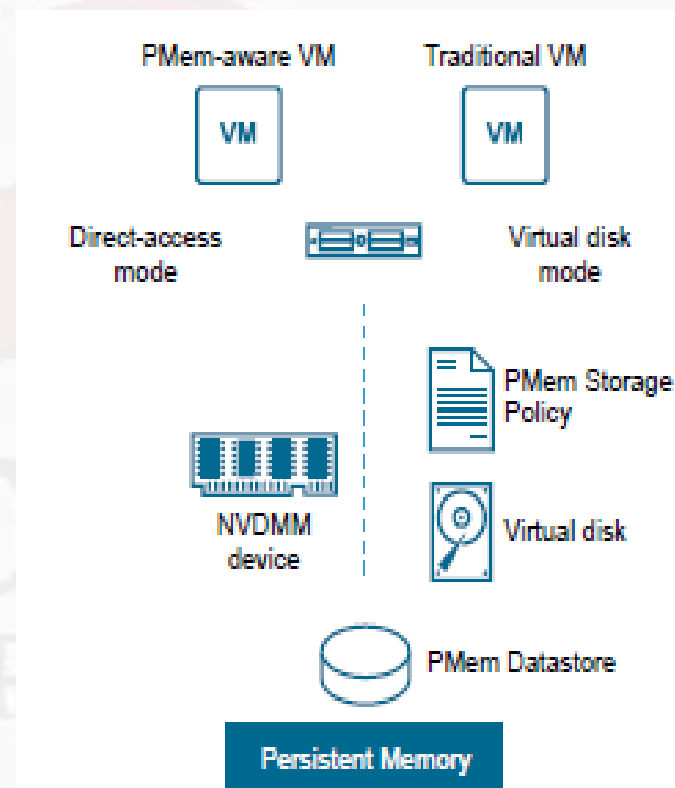 PMem-aware VM
Traditional VM
VM
VM
Direct-access
mode
Virtual disk
mode
PMem Storage
Policy
NVDMM
device
Virtual disk
PMem Datastore
Persistent Memory